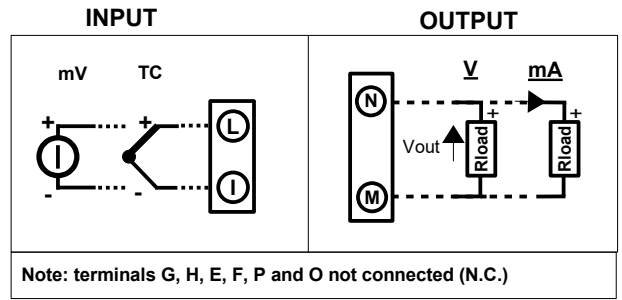 INPUT
OUTPUT
mV TC
+ +
L
- -
I
V mA
N
+ +
Vout
Rload
Rload
M
Note: terminals G, H, E, F, P and O not connected (N.C.)